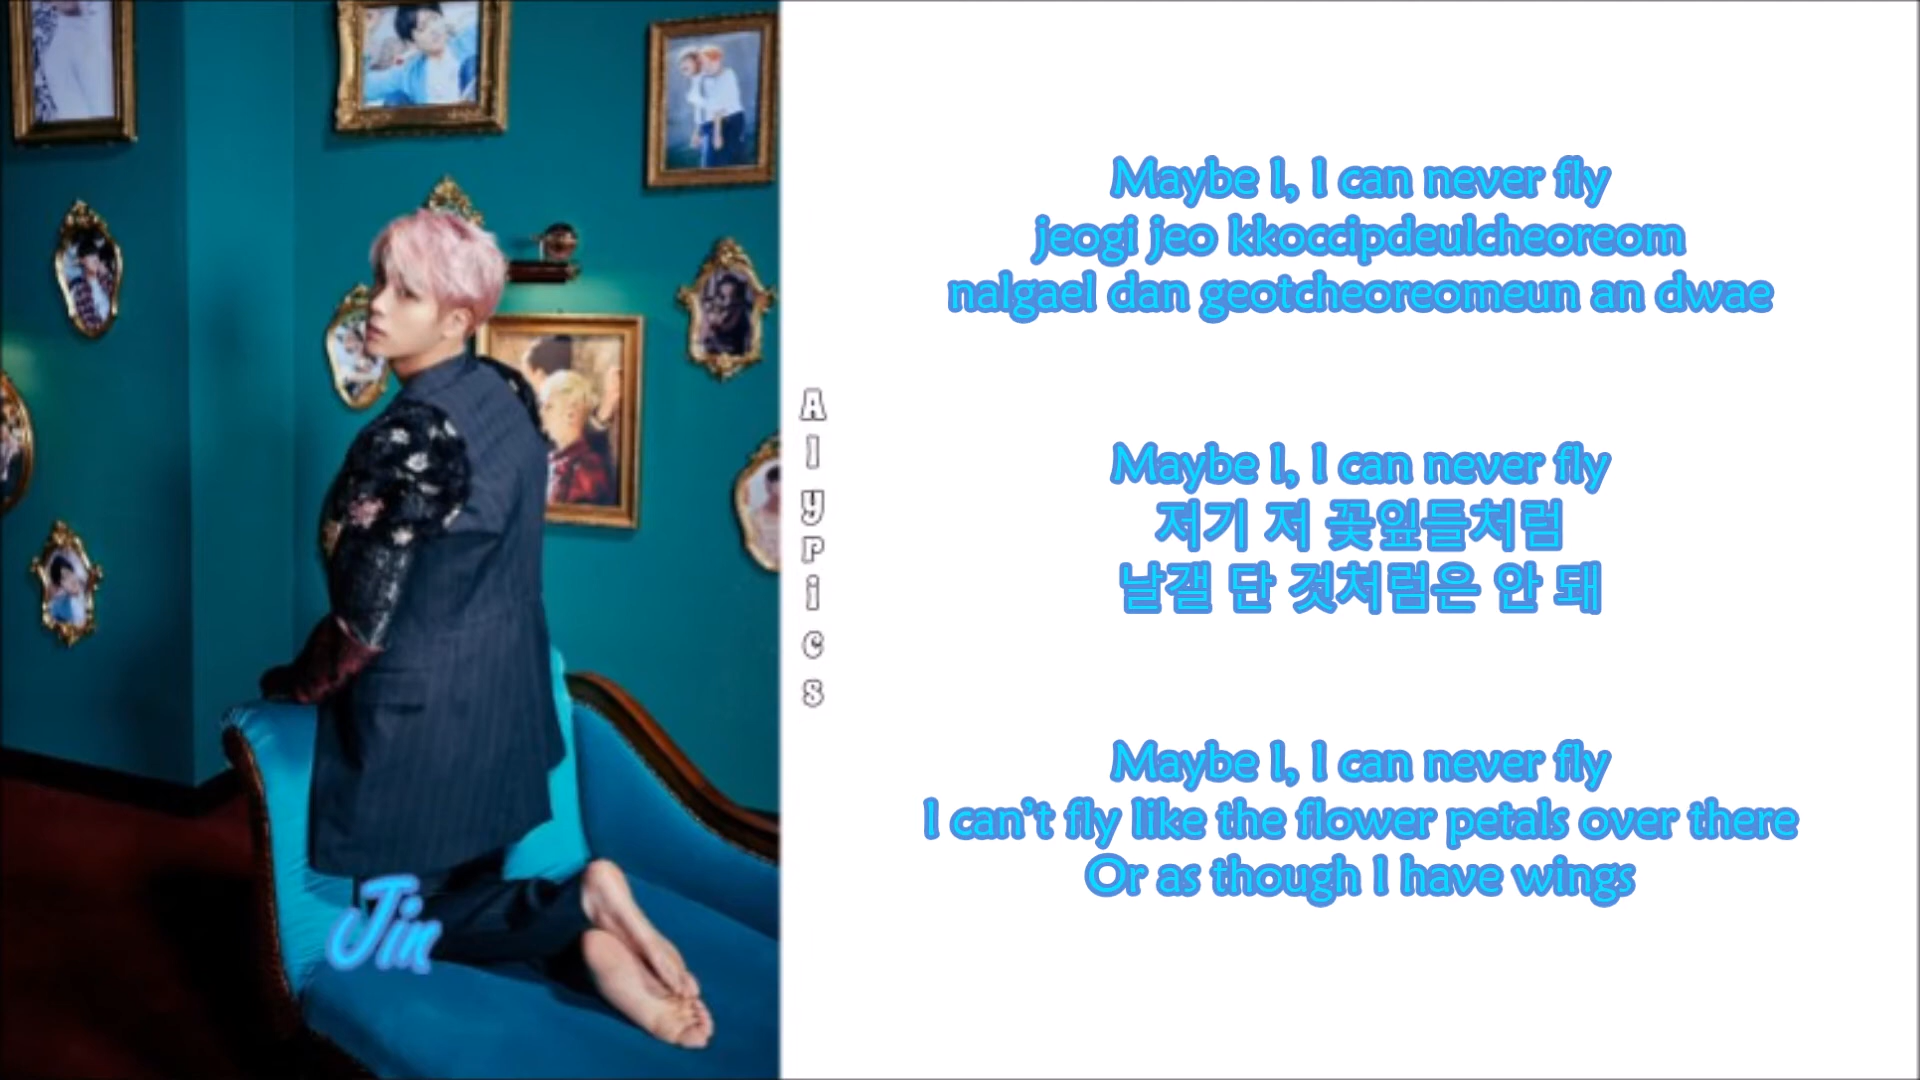 Maybe I, I can never fly
jeogi jeo kkoccipdeulcheoreom
nalgael dan geotcheoreomeun an dwae
Maybe I, I can never fly
저기 저 꽃잎들처럼
날갤 단 것처럼은 안 돼
Maybe I, I can never fly
I can't fly like the flower petals over there
Or as though I have wings
Alypics
Jin